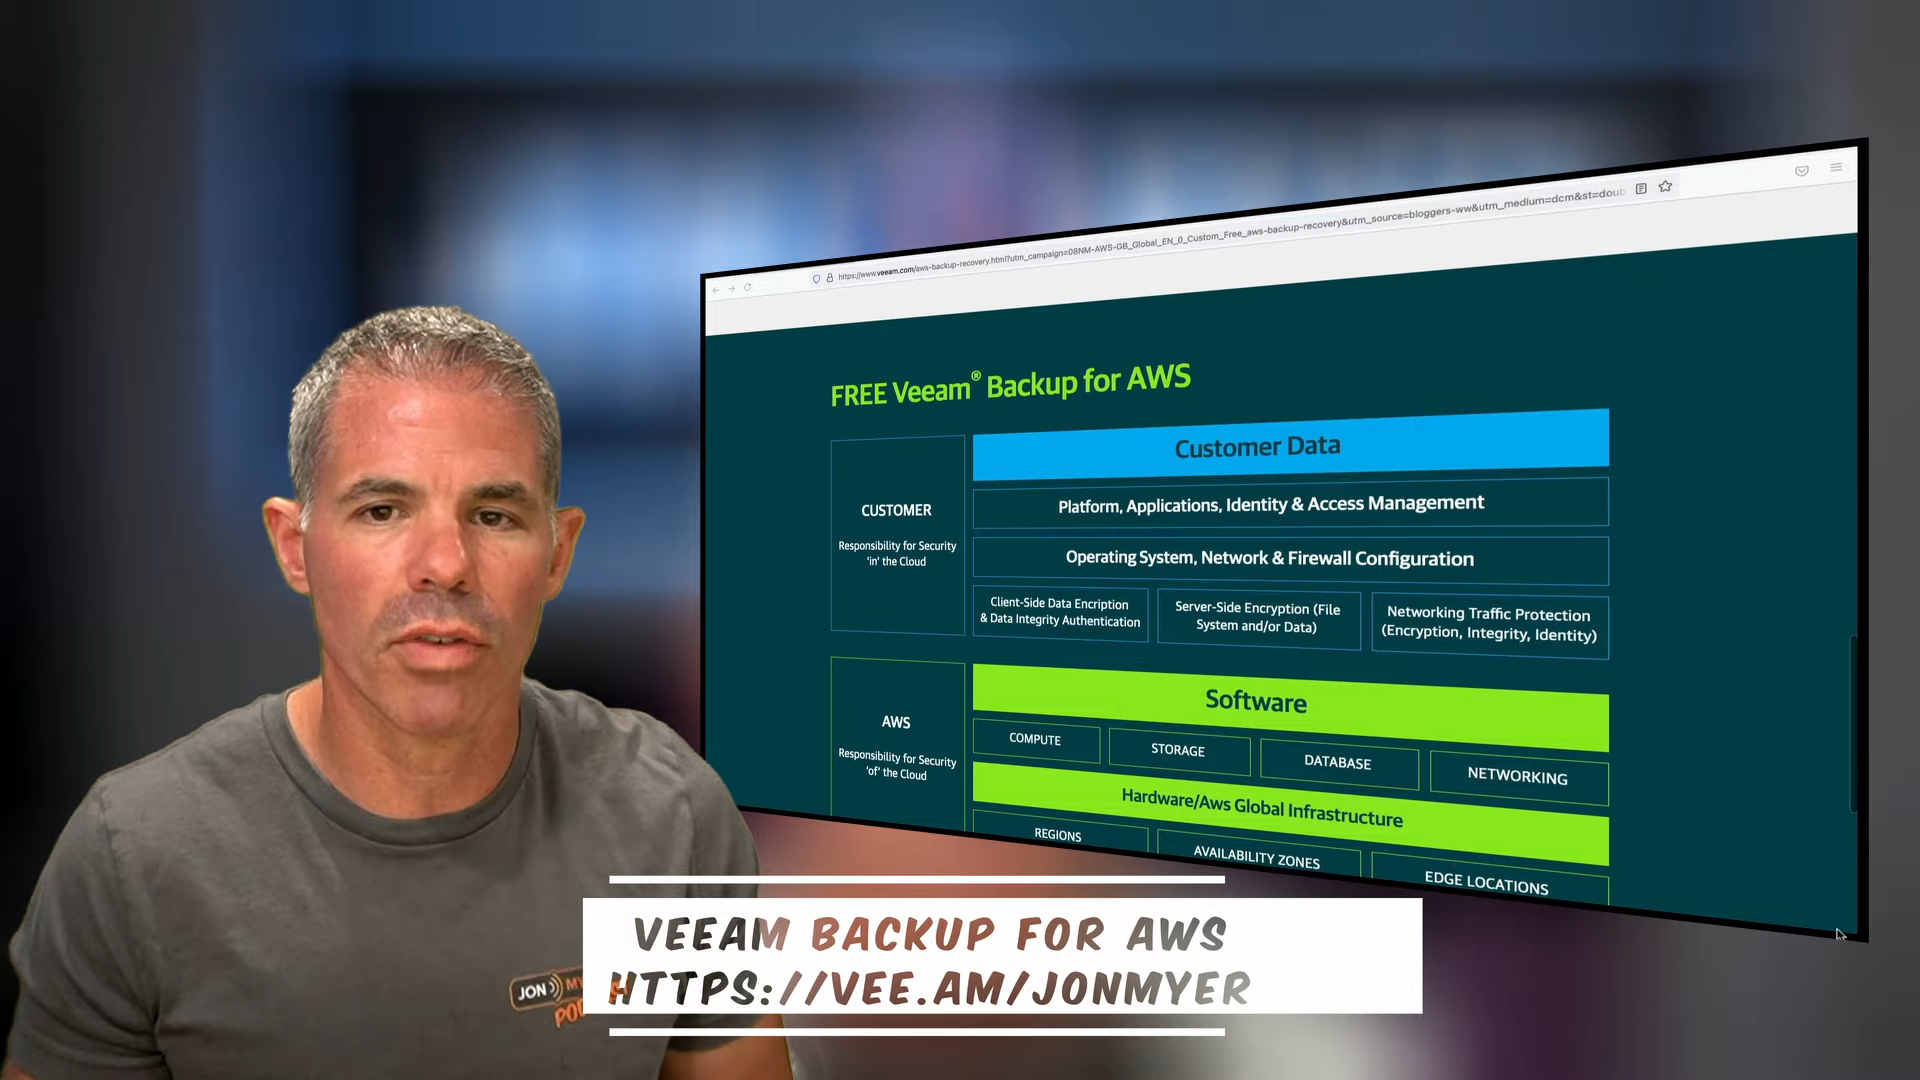 https://www.veeam.com/aws-backup-recovery.html?utm_campaign=08NM-AWS-GB_Global_EN_0_Custom_Free_aws-backup-recovery&utm_source=bloggers-ww&utm_medium=dcm&st=doub
FREE Veeam® Backup for AWS
Customer Data
CUSTOMER
Responsibility for Security
'in' the Cloud
Platform, Applications, Identity & Access Management
Operating System, Network & Firewall Configuration
Client-Side Data Encription
& Data Integrity Authentication
Server-Side Encryption (File
System and/or Data)
Networking Traffic Protection
(Encryption, Integrity, Identity)
AWS
Responsibility for Security
'of' the Cloud
Software
COMPUTE
STORAGE
DATABASE
NETWORKING
Hardware/Aws Global Infrastructure
REGIONS
AVAILABILITY ZONES
EDGE LOCATIONS
VEEAM BACKUP FOR AWS
HTTPS://VEE.AM/JONMYER
JON